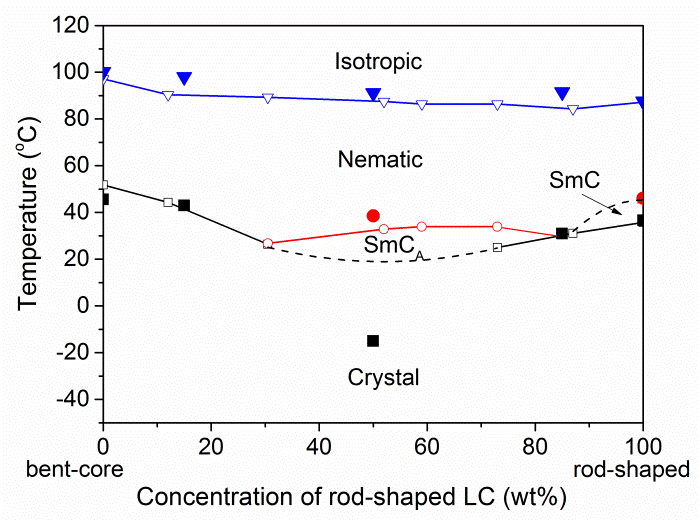 120
100
80
60
40
20
0
-20
-40
Temperature (°C)
Isotropic
Nematic
SmC
SmC_A
Crystal
0 20 40 60 80 100
bent-core rod-shaped
Concentration of rod-shaped LC (wt%)